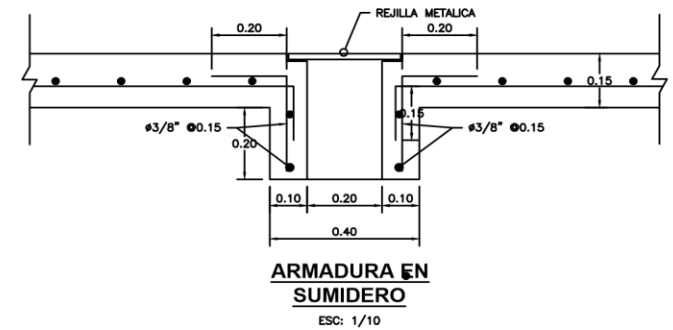 REJILLA METALICA
0.20
0.20
0.15
0.15
ø3/8" @0.15
ø3/8" @0.15
0.20
0.10
0.20
0.10
0.40
ARMADURA EN
SUMIDERO
ESC: 1/10